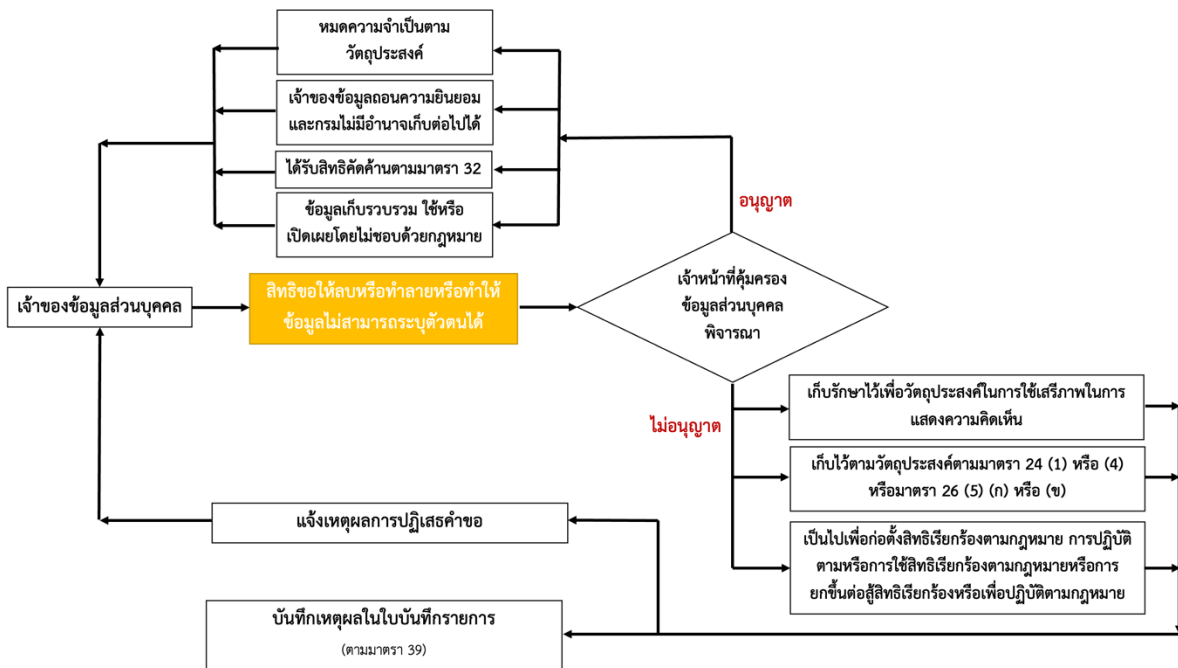 หมดความจำเป็นตาม
วัตถุประสงค์
เจ้าของข้อมูลถอนความยินยอม
และกรมไม่มีอำนาจเก็บต่อไปได้
ได้รับสิทธิคัดค้านตามมาตรา 32
ข้อมูลเก็บรวบรวม ใช้หรือ
เปิดเผยโดยไม่ชอบด้วยกฎหมาย
อนุญาต
เจ้าของข้อมูลส่วนบุคคล
สิทธิขอให้ลบหรือทำลายหรือทำให้
ข้อมูลไม่สามารถระบุตัวตนได้
เจ้าหน้าที่คุ้มครอง
ข้อมูลส่วนบุคคล
พิจารณา
ไม่อนุญาต
เก็บรักษาไว้เพื่อวัตถุประสงค์ในการใช้เสรีภาพในการ
แสดงความคิดเห็น
เก็บไว้ตามวัตถุประสงค์ตามมาตรา 24 (1) หรือ (4)
หรือมาตรา 26 (5) (ก) หรือ (ข)
เป็นไปเพื่อก่อตั้งสิทธิเรียกร้องตามกฎหมาย การปฏิบัติ
ตามหรือการใช้สิทธิเรียกร้องตามกฎหมายหรือการ
ยกขึ้นต่อสู้สิทธิเรียกร้องหรือเพื่อปฏิบัติตามกฎหมาย
แจ้งเหตุผลการปฏิเสธคำขอ
บันทึกเหตุผลในใบบันทึกรายการ
(ตามมาตรา 39)